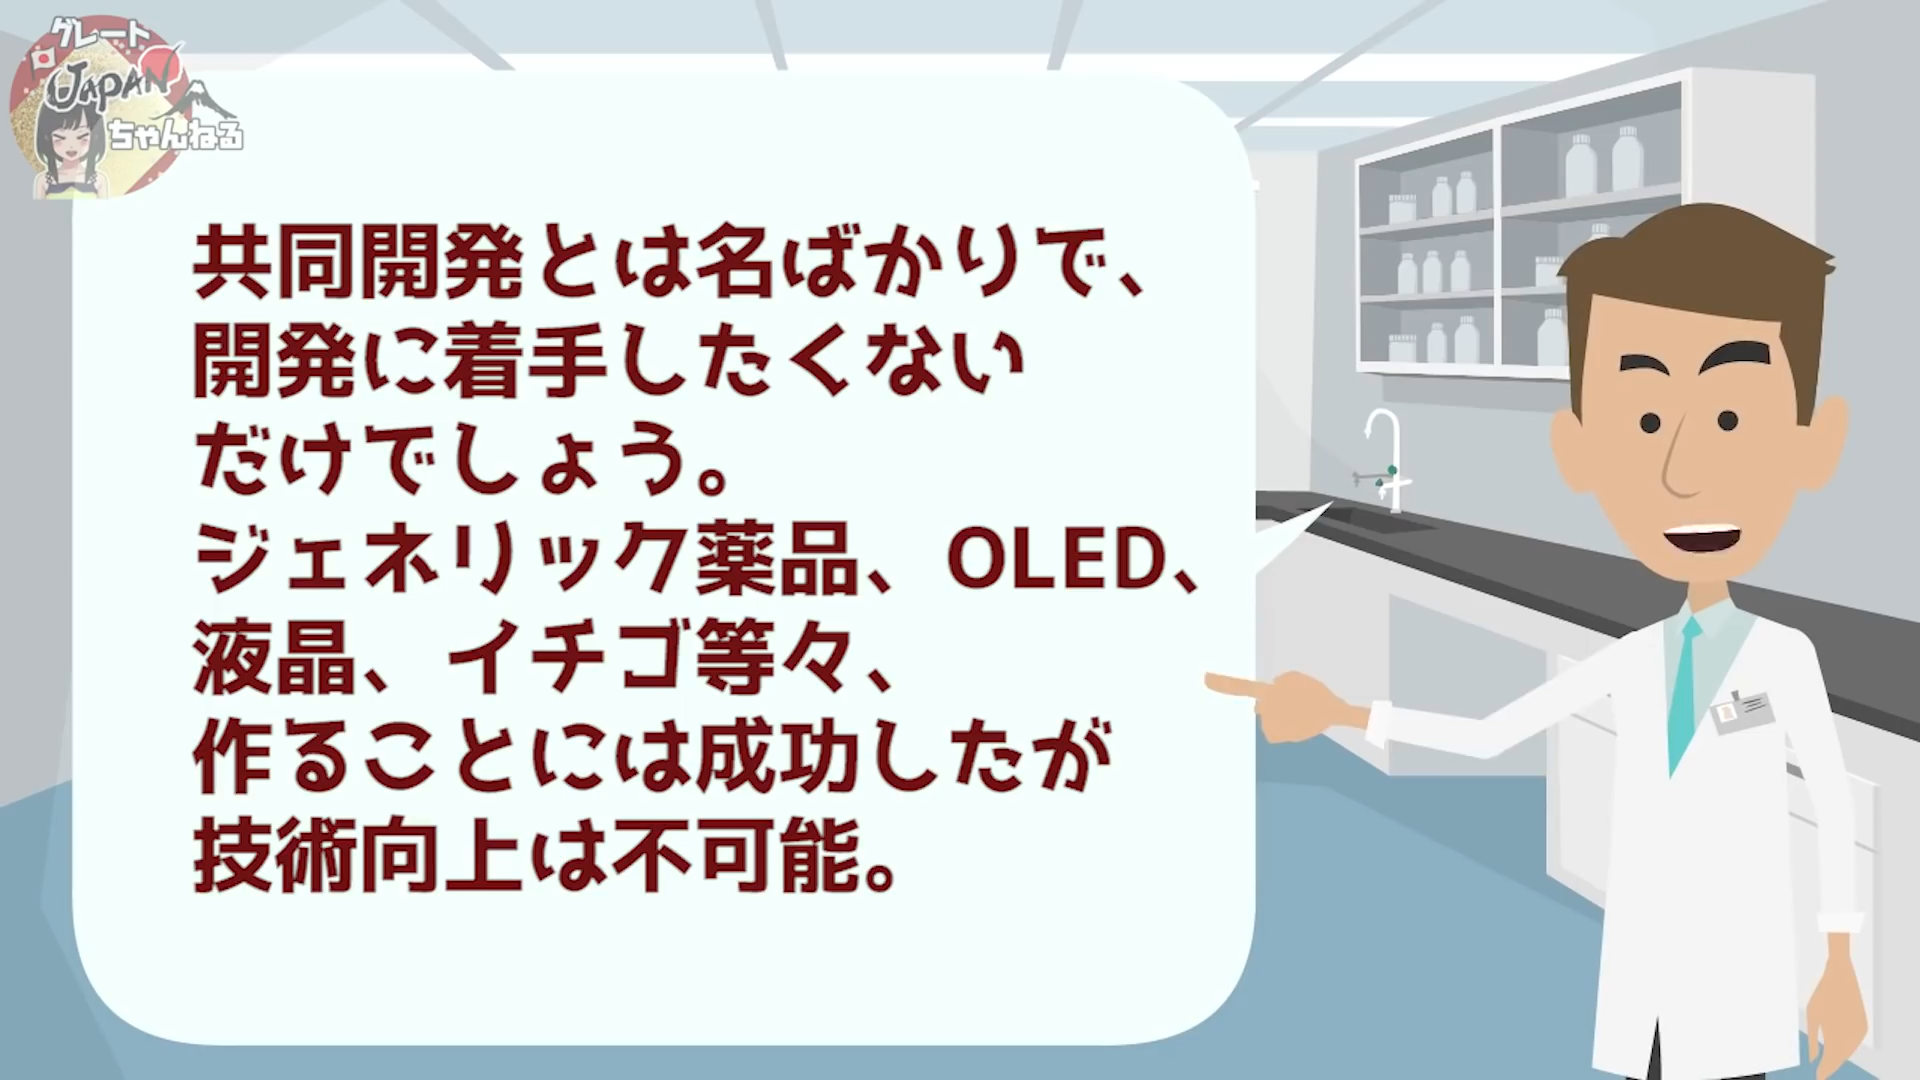 グレート
JAPAN
ちゃんねる
共同開発とは名ばかりで、
開発に着手したくない
だけでしょう。
ジェネリック薬品、OLED、
液晶、イチゴ等々、
作ることには成功したが
技術向上は不可能。